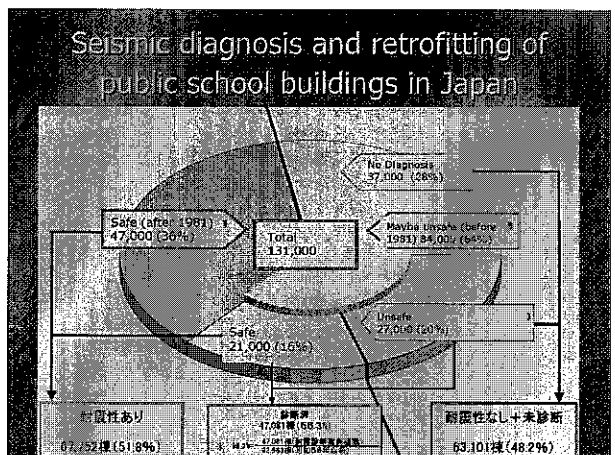 Seismic diagnosis and retrofitting of
public school buildings in Japan
No Diagnosis
37,000 (28%)
Safe (after 1981)
47,000 (36%)
Total
131,000
Maybe unsafe (before
1981) 84,000 (64%)
Unsafe
27,000 (20%)
Safe
21,000 (16%)
耐震性あり
(51.8%)
診断済
耐震性なし+未診断
63,101棟(48.2%)